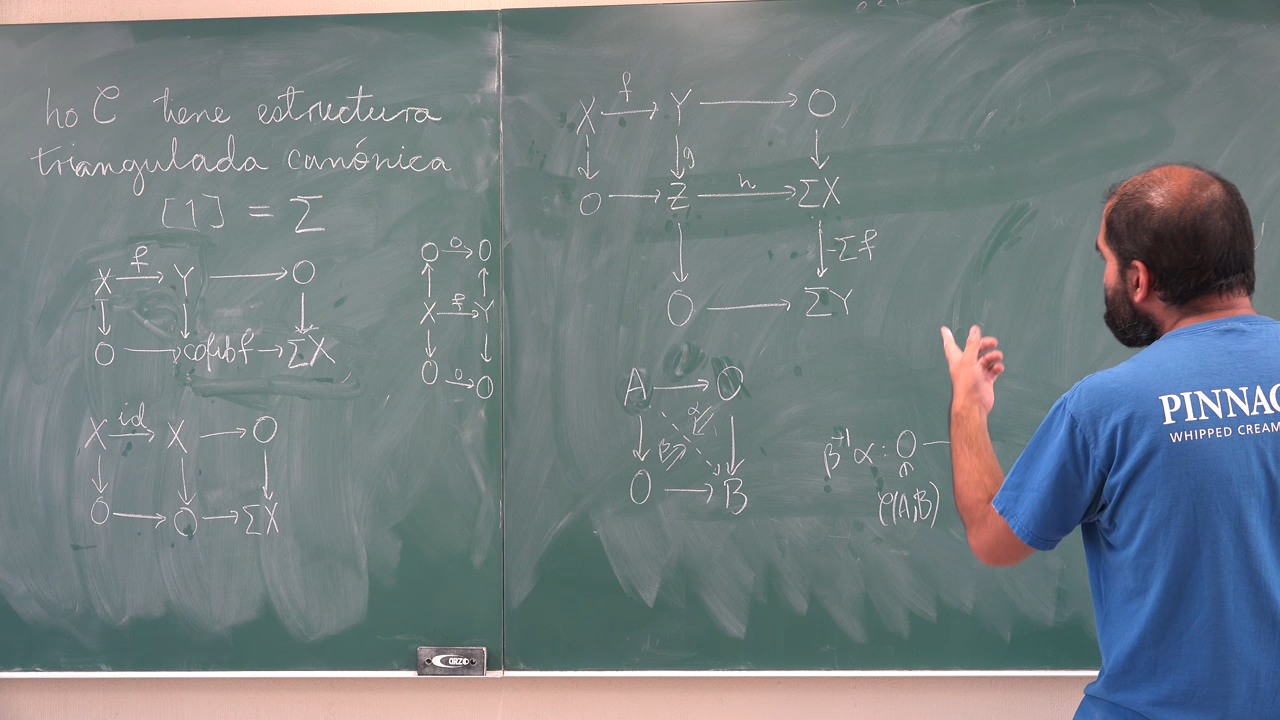 ho C tiene estructura
triangulada canónica
[1] = Σ
X f→ Y → 0
↓ ↓ ↓
0 → cofib f → ΣX
0 0→ 0
↑ ↑
X f→ Y
↓ ↓
0 0→ 0
X id→ X → 0
↓ ↓ ↓
0 → 0 → ΣX
X f→ Y → 0
↓ ↓g ↓
0 → Z h→ ΣX
↓ ↓ -Σf
0 → ΣY
A → 0
↓ β α ↓
0 → B
β⁻¹α : 0 —
C(A,B)
PINNAC
WHIPPED CREAM
ORZO